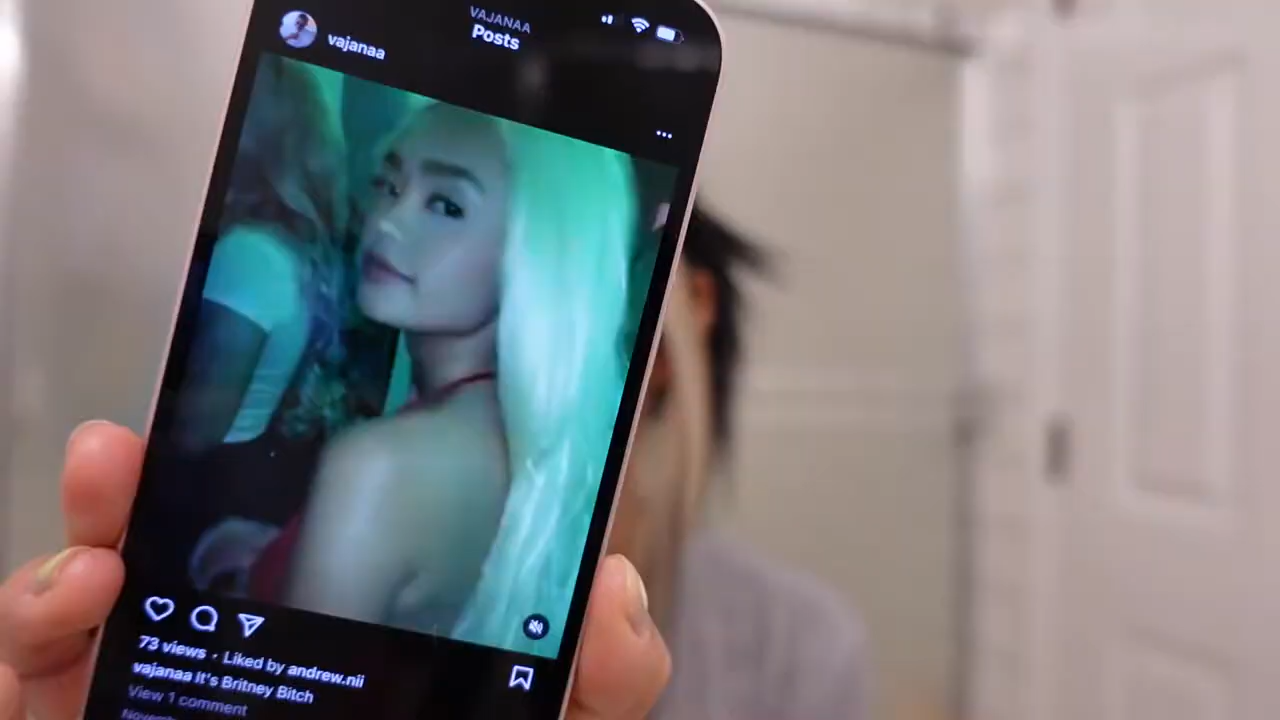 VAJANAA
Posts
vajanaa
73 views · Liked by andrew.nii
vajanaa It's Britney Bitch
View 1 comment